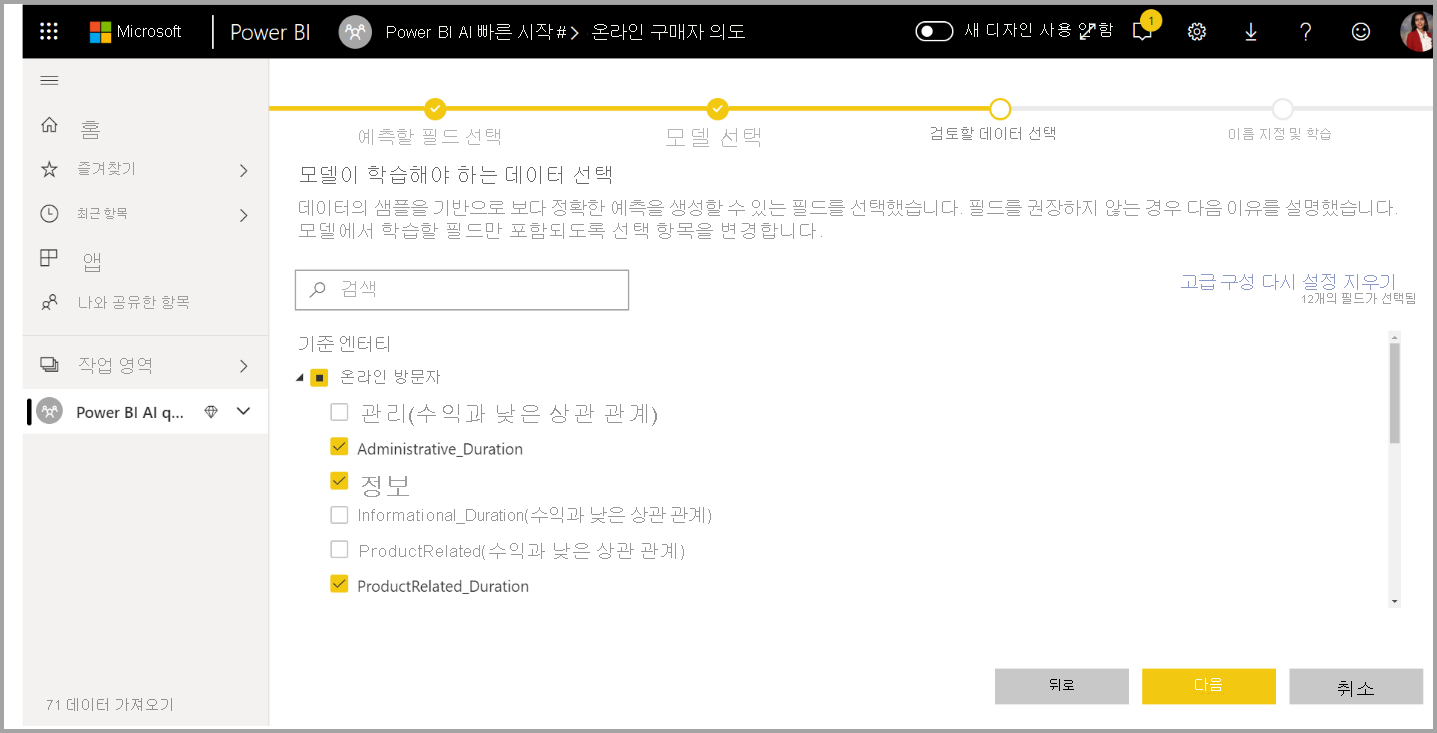 Microsoft Power BI Power BI AI 빠른 시작# > 온라인 구매자 의도 새 디자인 사용 안 함 1
홈
즐겨찾기
최근 항목
앱
나와 공유한 항목
작업 영역
Power BI AI q...
71 데이터 가져오기
예측할 필드 선택 모델 선택 검토할 데이터 선택 이름 지정 및 학습
모델이 학습해야 하는 데이터 선택
데이터의 샘플을 기반으로 보다 정확한 예측을 생성할 수 있는 필드를 선택했습니다. 필드를 권장하지 않는 경우 다음 이유를 설명했습니다.
모델에서 학습할 필드만 포함되도록 선택 항목을 변경합니다.
검색
고급 구성 다시 설정 지우기
12개의 필드가 선택됨
기준 엔터티
온라인 방문자
관리(수익과 낮은 상관 관계)
Administrative_Duration
정보
Informational_Duration(수익과 낮은 상관 관계)
ProductRelated(수익과 낮은 상관 관계)
ProductRelated_Duration
뒤로 다음 취소